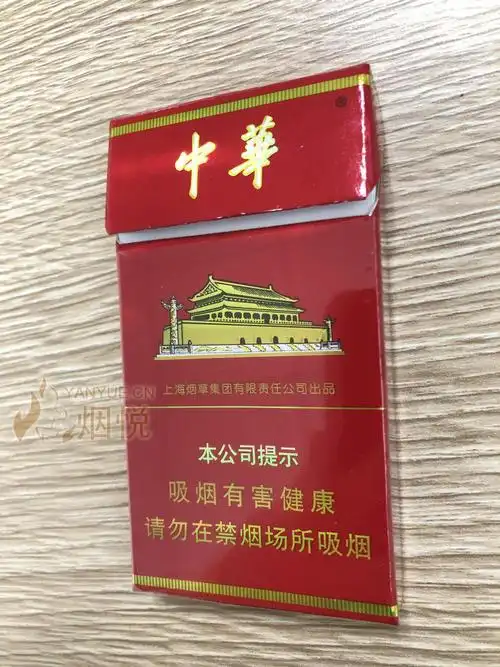 中華
®
上海烟草集团有限责任公司出品
YANYUE.CN
烟悦
本公司提示
吸烟有害健康
请勿在禁烟场所吸烟